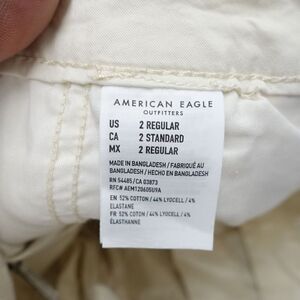 AMERICAN EAGLE
OUTFITTERS
US 2 REGULAR
CA 2 STANDARD
MX 2 REGULAR
MADE IN BANGLADESH / FABRIQUÉ AU
BANGLADESH / HECHO EN BANGLADESH
RN 54485/CA 03873
RFC# AEM120605U9A
EN 52% COTTON / 44% LYOCELL / 4%
ELASTANE
FR 52% COTON / 44% LYOCELL / 4%
ÉLASTHANNE